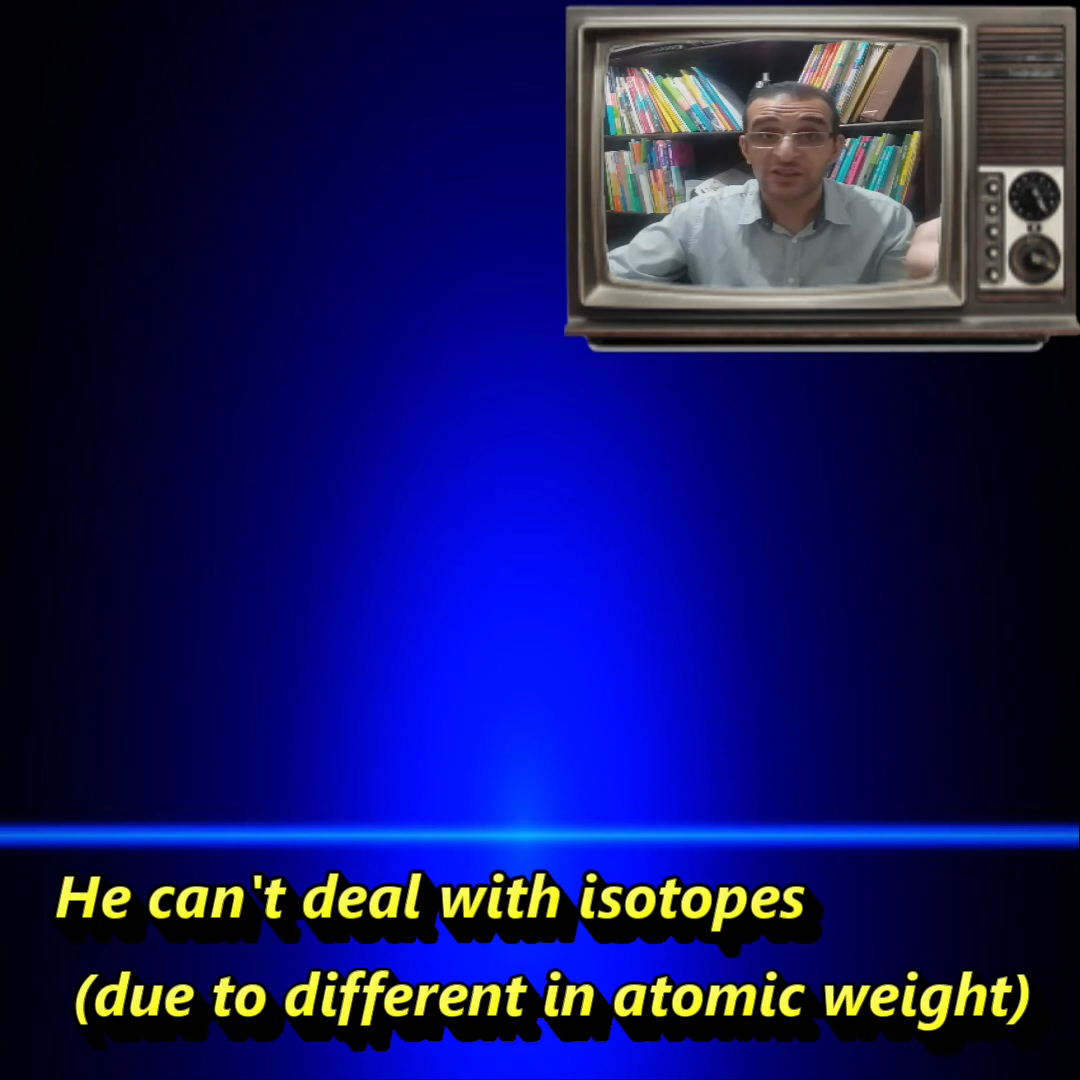 He can't deal with isotopes
(due to different in atomic weight)